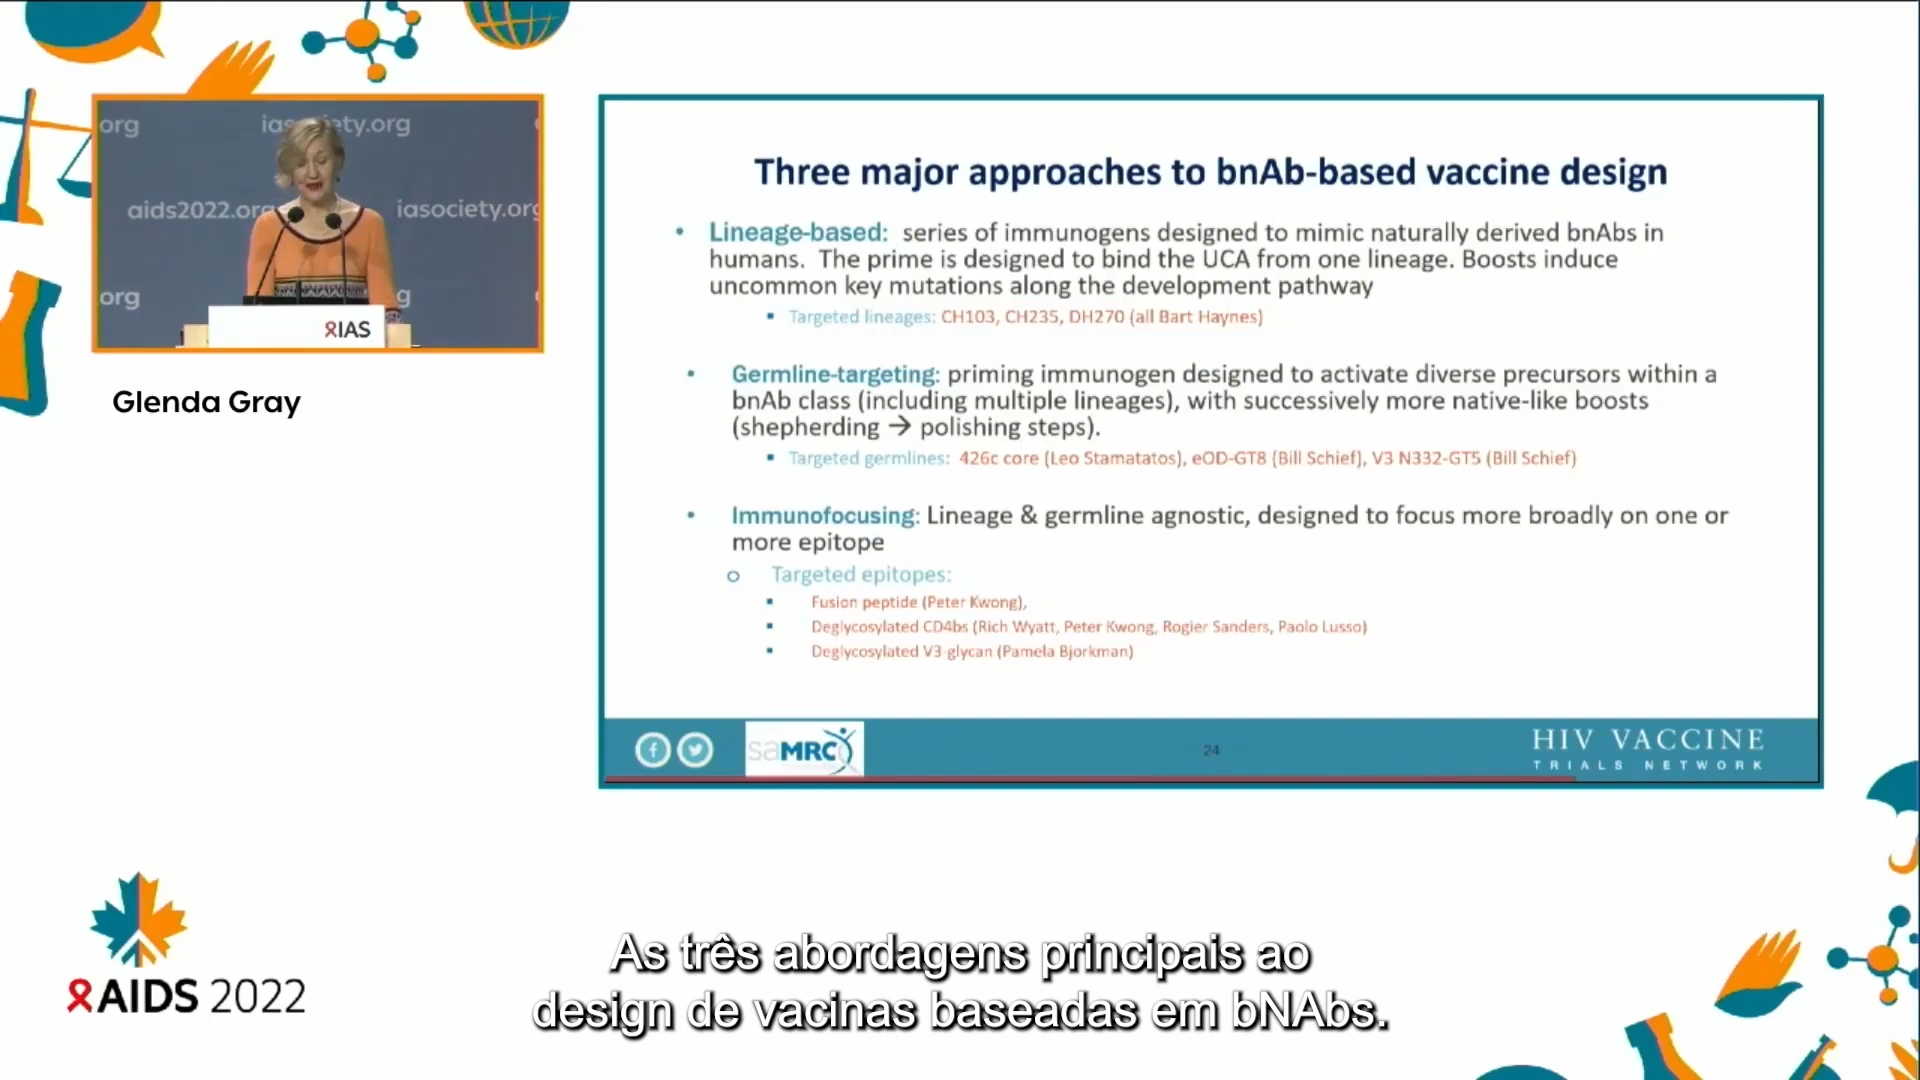 org
iasociety.org
aids2022.org
iasociety.org
org
g
IAS
Glenda Gray
Three major approaches to bnAb-based vaccine design
• Lineage-based: series of immunogens designed to mimic naturally derived bnAbs in
humans. The prime is designed to bind the UCA from one lineage. Boosts induce
uncommon key mutations along the development pathway
▪ Targeted lineages: CH103, CH235, DH270 (all Bart Haynes)
• Germline-targeting: priming immunogen designed to activate diverse precursors within a
bnAb class (including multiple lineages), with successively more native-like boosts
(shepherding → polishing steps).
▪ Targeted germlines: 426c core (Leo Stamatatos), eOD-GT8 (Bill Schief), V3 N332-GT5 (Bill Schief)
• Immunofocusing: Lineage & germline agnostic, designed to focus more broadly on one or
more epitope
o Targeted epitopes:
▪ Fusion peptide (Peter Kwong),
▪ Deglycosylated CD4bs (Rich Wyatt, Peter Kwong, Rogier Sanders, Paolo Lusso)
▪ Deglycosylated V3-glycan (Pamela Bjorkman)
saMRC
24
HIV VACCINE
TRIALS NETWORK
AIDS 2022
As três abordagens principais ao
design de vacinas baseadas em bNAbs.